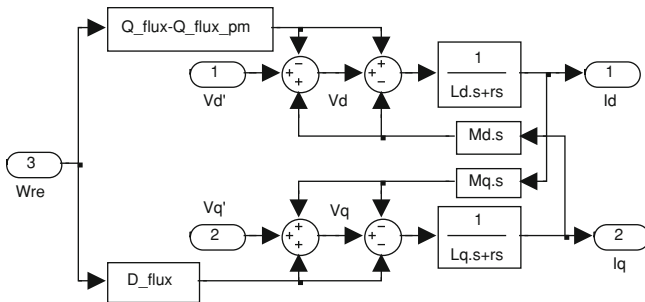 Q_flux-Q_flux_pm
1
Vd'
Vd
1
Ld.s+rs
1
Id
Md.s
3
Wre
Mq.s
Vq'
2
Vq
1
Lq.s+rs
2
Iq
D_flux